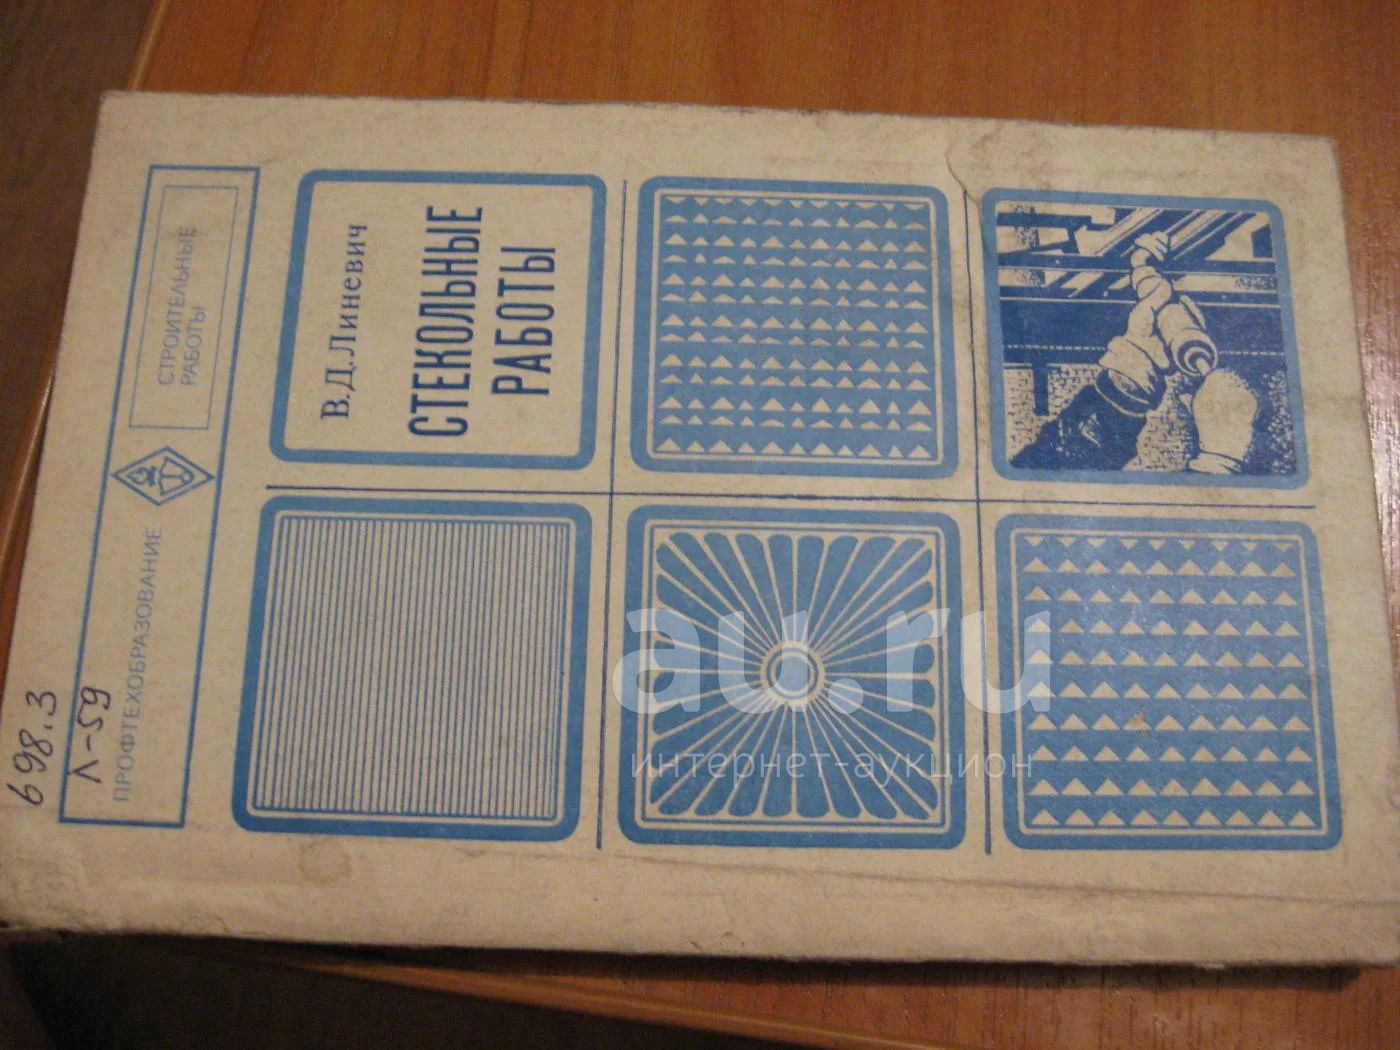 698.3
Л-59
ПРОФТЕХОБРАЗОВАНИЕ
СТРОИТЕЛЬНЫЕ
РАБОТЫ
В.Д.Линевич
СТЕКОЛЬНЫЕ
РАБОТЫ
au.ru
интернет-аукцион